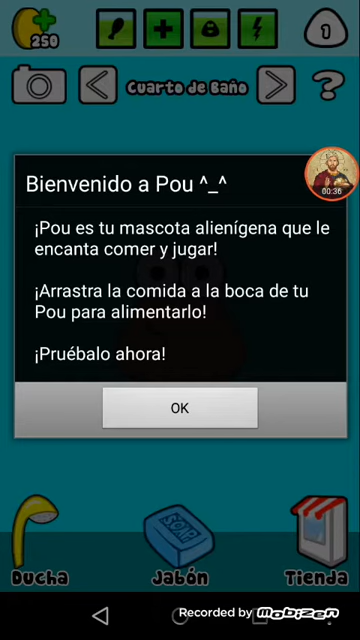 250
1
Cuarto de Baño
?
00:36
Bienvenido a Pou ^_^
¡Pou es tu mascota alienígena que le
encanta comer y jugar!
¡Arrastra la comida a la boca de tu
Pou para alimentarlo!
¡Pruébalo ahora!
OK
SOAP
Ducha
Jabón
Tienda
Recorded by Mobizen